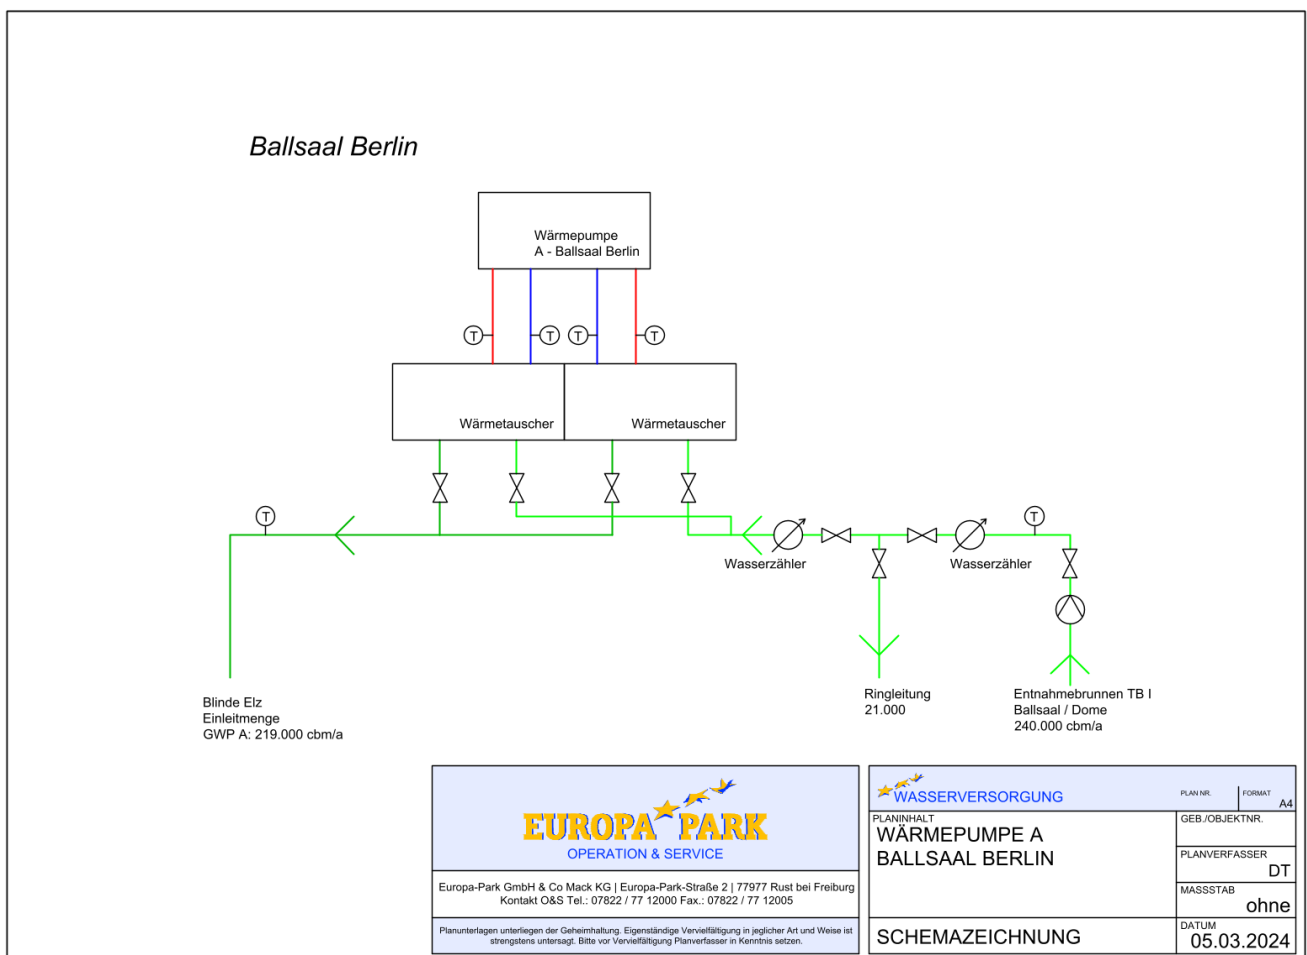 Ballsaal Berlin
Wärmepumpe
A - Ballsaal Berlin
T
T
T
T
Wärmetauscher
Wärmetauscher
T
T
Wasserzähler
Wasserzähler
Blinde Elz
Einleitmenge
GWP A: 219.000 cbm/a
Ringleitung
21.000
Entnahmebrunnen TB I
Ballsaal / Dome
240.000 cbm/a
EUROPA PARK
OPERATION & SERVICE
Europa-Park GmbH & Co Mack KG | Europa-Park-Straße 2 | 77977 Rust bei Freiburg
Kontakt O&S Tel.: 07822 / 77 12000 Fax.: 07822 / 77 12005
Planunterlagen unterliegen der Geheimhaltung. Eigenständige Vervielfältigung in jeglicher Art und Weise ist
strengstens untersagt. Bitte vor Vervielfältigung Planverfasser in Kenntnis setzen.
WASSERVERSORGUNG
PLAN NR.
FORMAT
A4
PLANINHALT
WÄRMEPUMPE A
BALLSAAL BERLIN
GEB./OBJEKTNR.
PLANVERFASSER
DT
MASSSTAB
ohne
SCHEMAZEICHNUNG
DATUM
05.03.2024